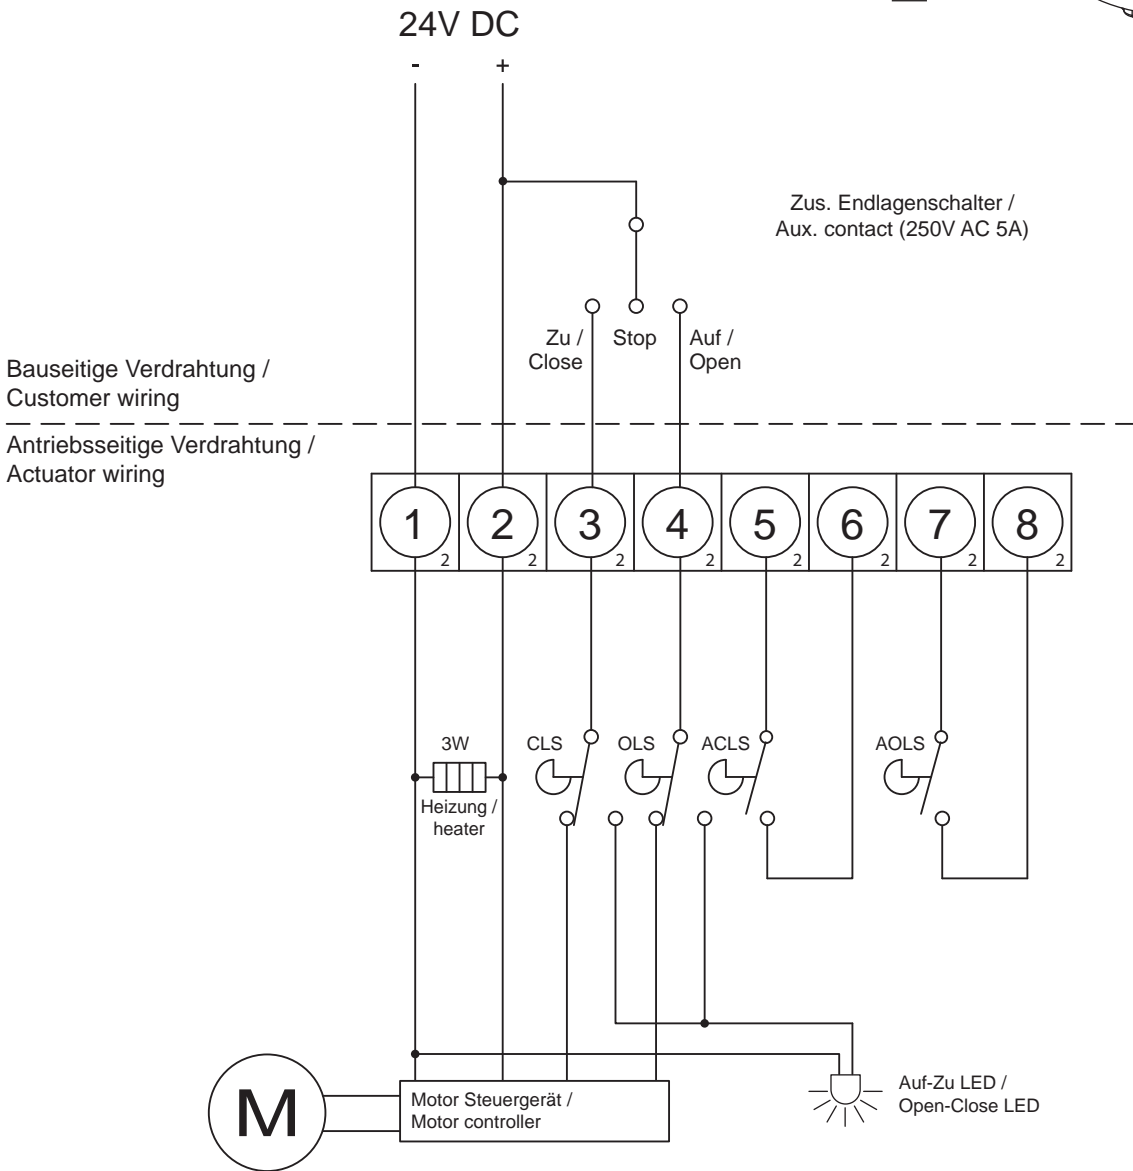 24V DC
- +
Zus. Endlagenschalter /
Aux. contact (250V AC 5A)
Zu /
Close
Stop
Auf /
Open
Bauseitige Verdrahtung /
Customer wiring
Antriebsseitige Verdrahtung /
Actuator wiring
1 2 3 4 5 6 7 8
2 2 2 2 2 2 2 2
3W
Heizung /
heater
CLS
OLS
ACLS
AOLS
M
Motor Steuergerät /
Motor controller
Auf-Zu LED /
Open-Close LED